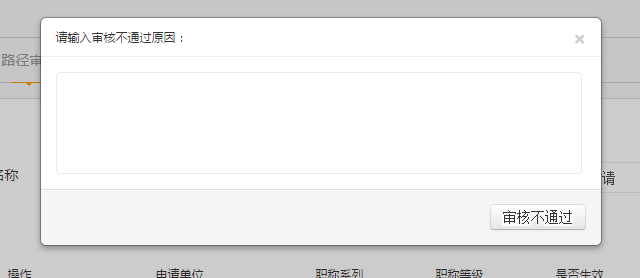 请输入审核不通过原因：
×
路径审
名称
请
审核不通过
操作 申请单位 职称系列 职称等级 是否生效